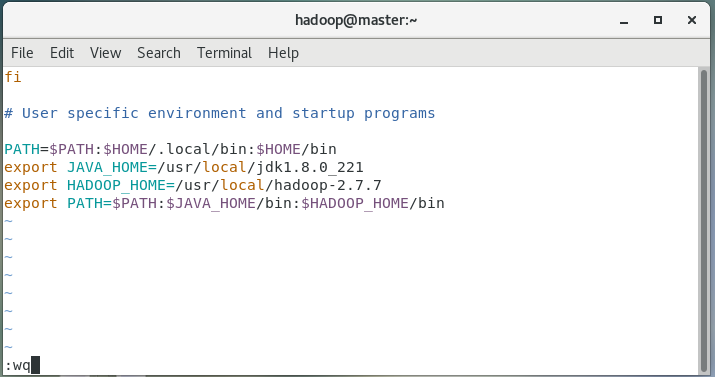 hadoop@master:~
File Edit View Search Terminal Help
fi
# User specific environment and startup programs
PATH=$PATH:$HOME/.local/bin:$HOME/bin
export JAVA_HOME=/usr/local/jdk1.8.0_221
export HADOOP_HOME=/usr/local/hadoop-2.7.7
export PATH=$PATH:$JAVA_HOME/bin:$HADOOP_HOME/bin
~
~
~
~
~
~
~
~
:wq